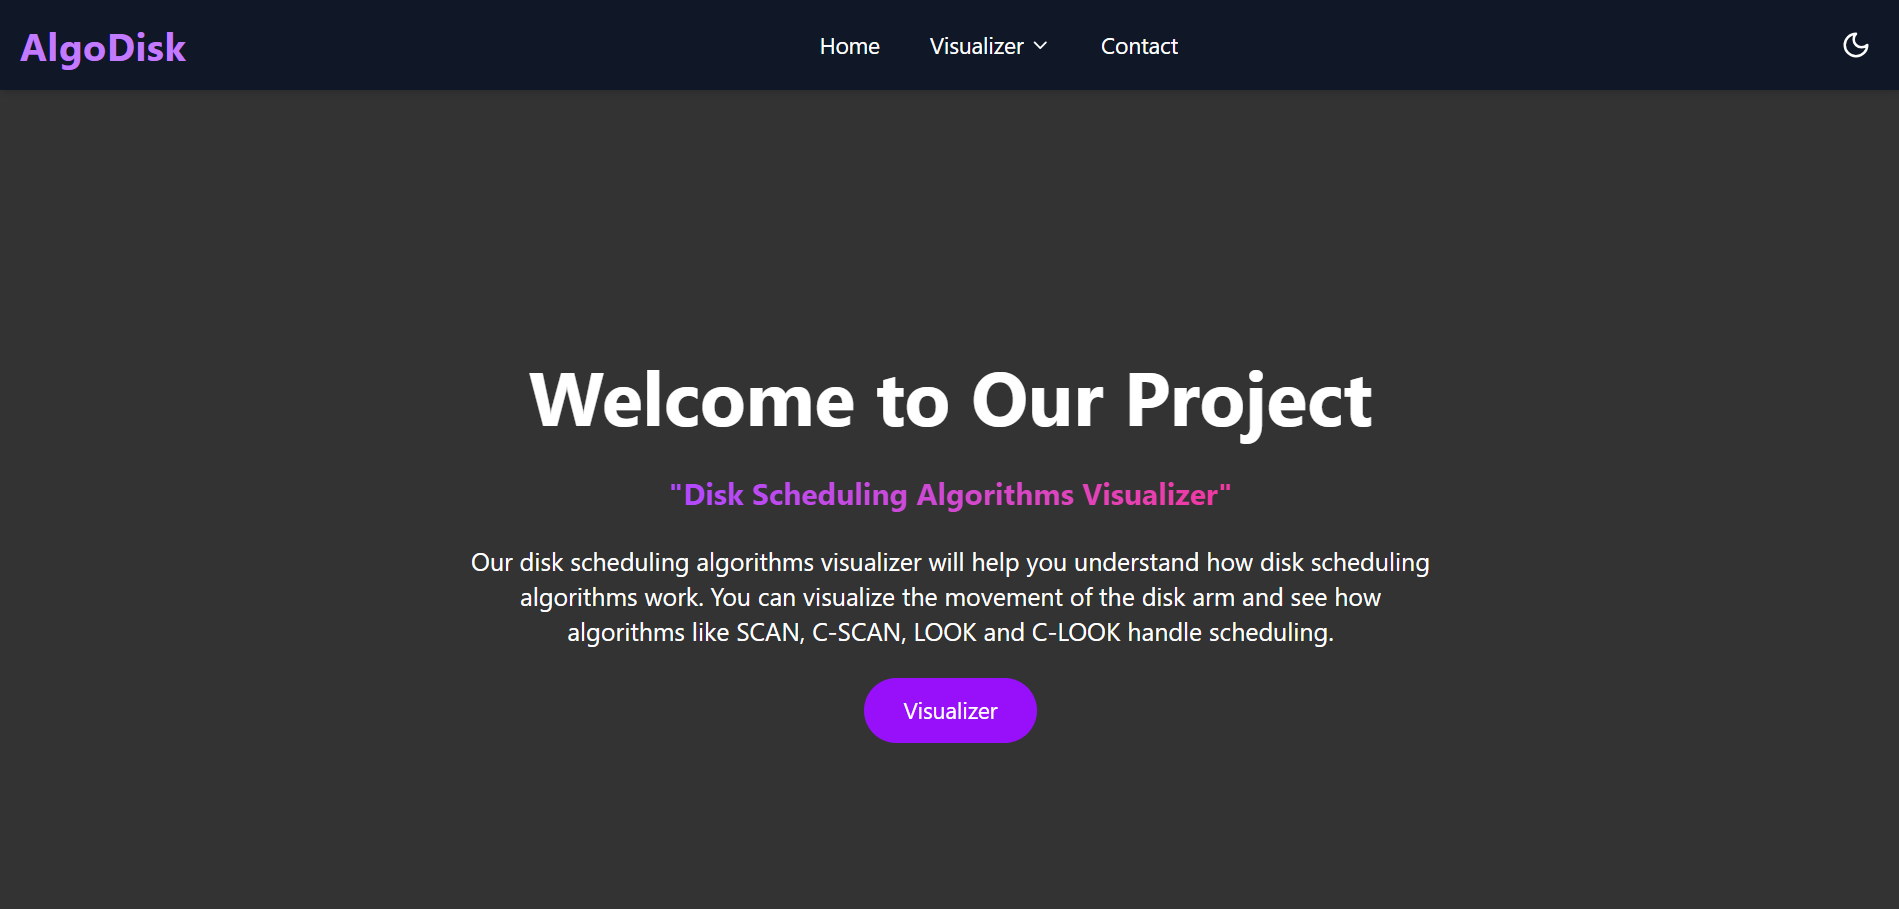 AlgoDisk
Home
Visualizer
Contact
Welcome to Our Project
"Disk Scheduling Algorithms Visualizer"
Our disk scheduling algorithms visualizer will help you understand how disk scheduling
algorithms work. You can visualize the movement of the disk arm and see how
algorithms like SCAN, C-SCAN, LOOK and C-LOOK handle scheduling.
Visualizer